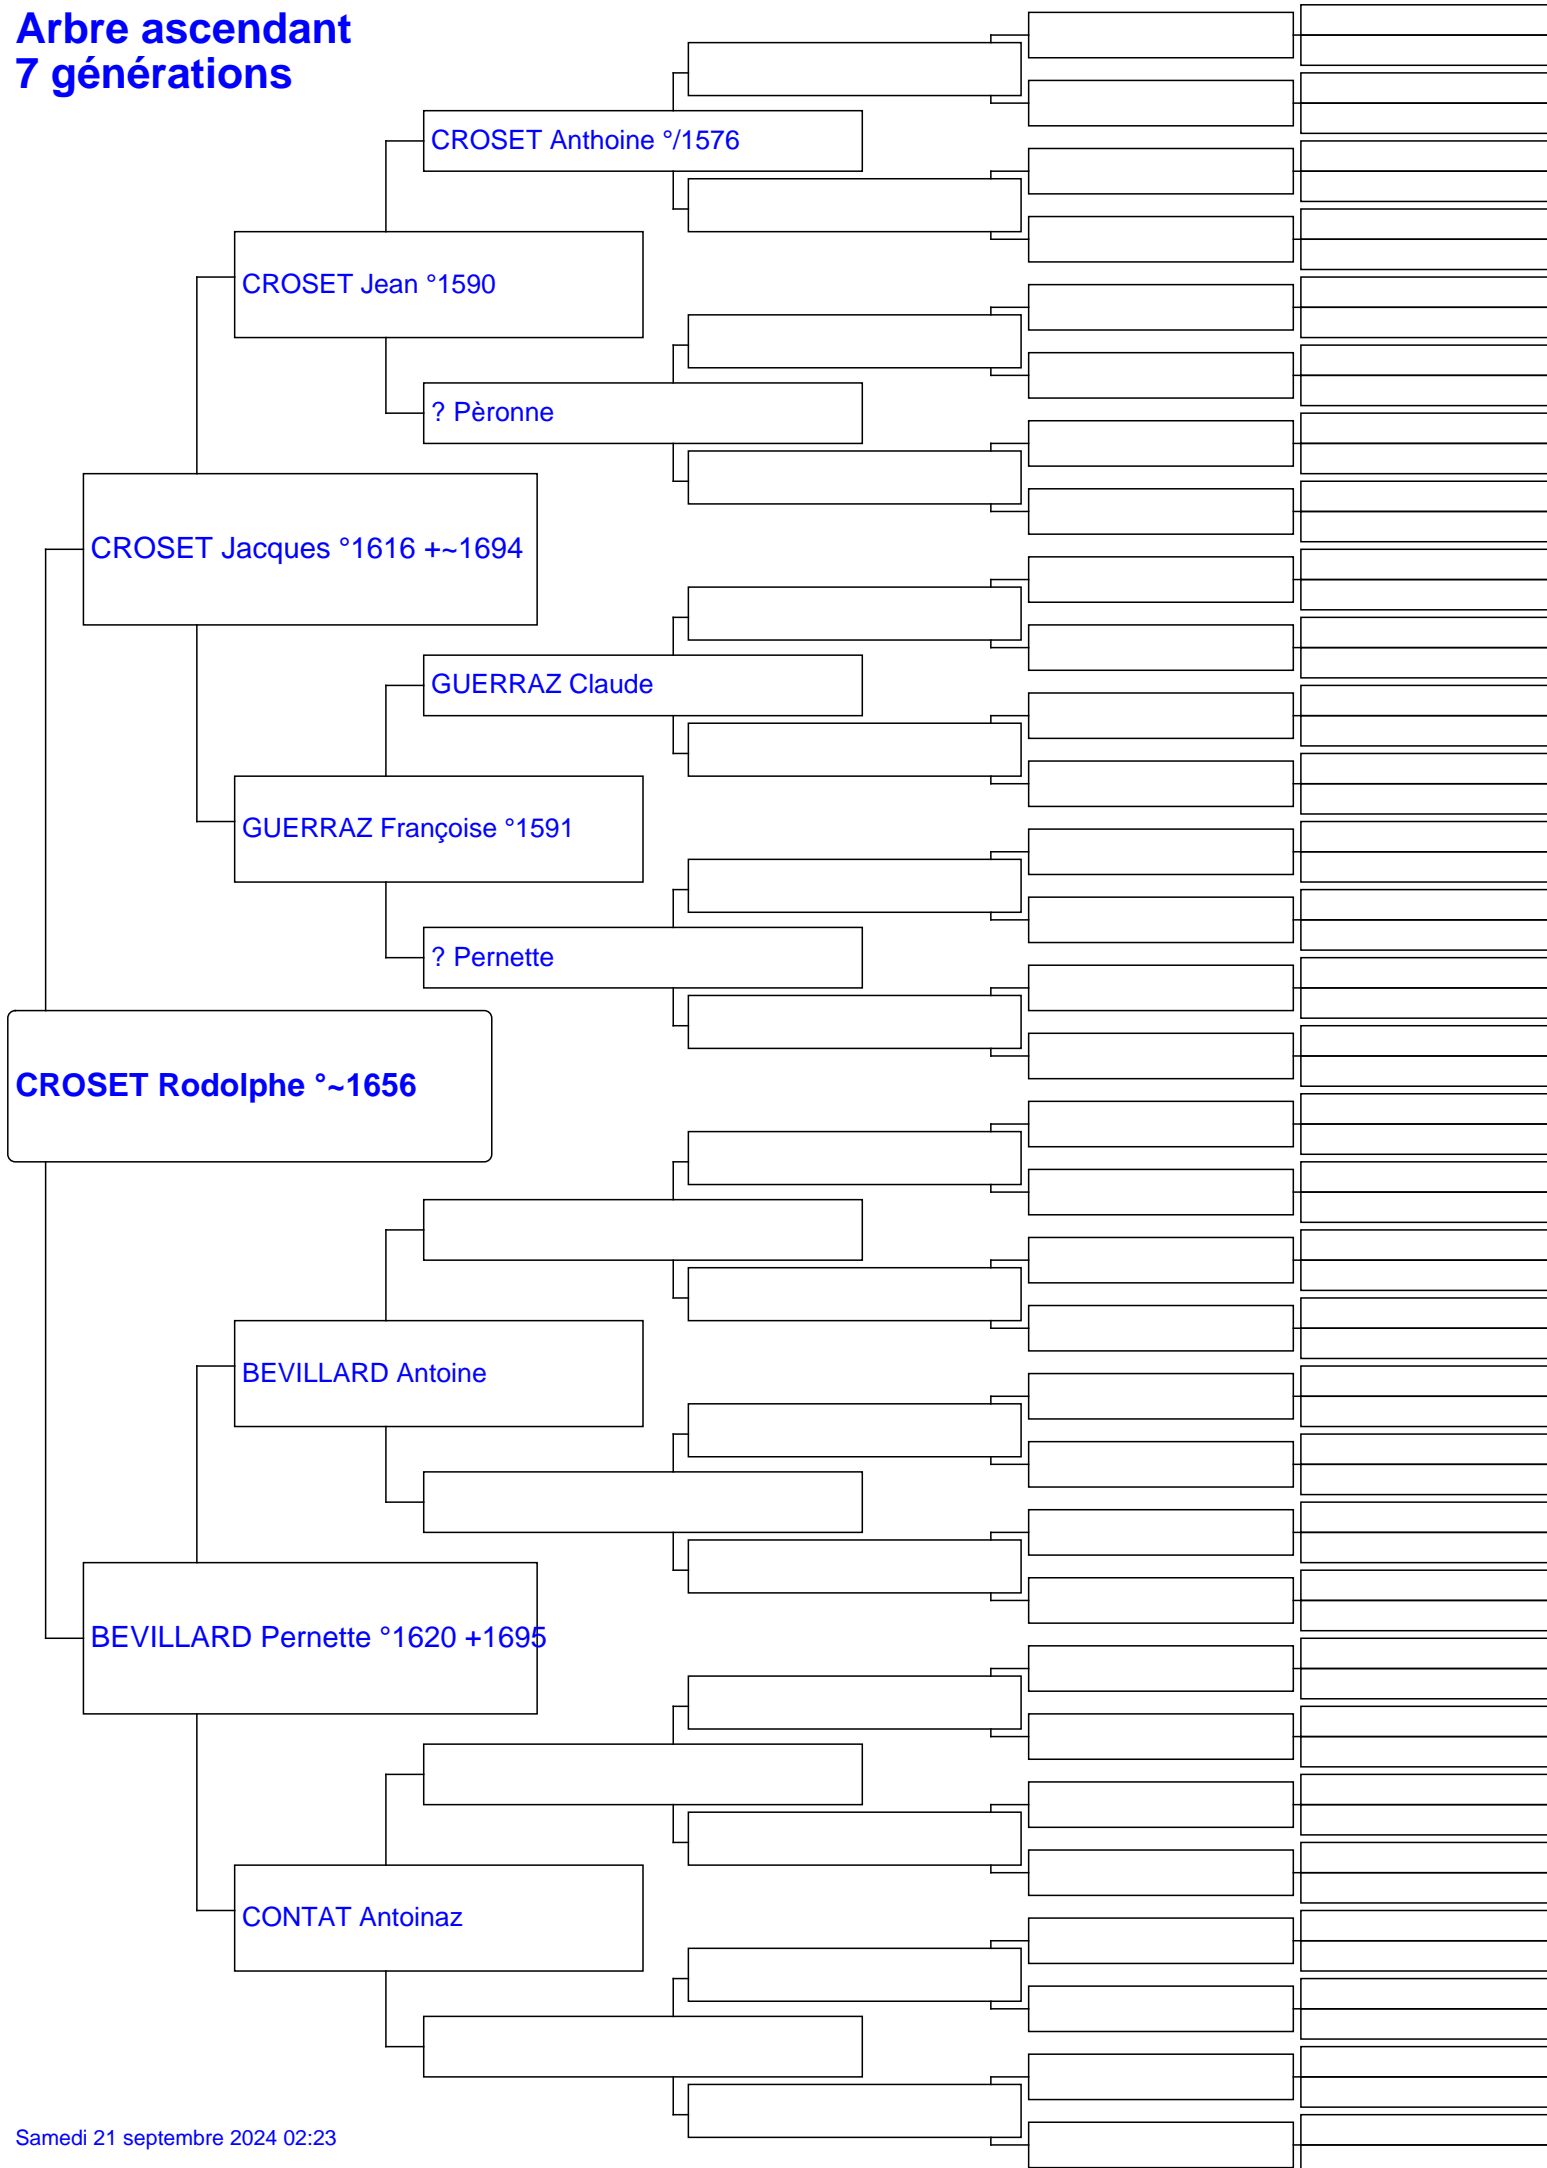 Arbre ascendant
7 générations
CROSET Anthoine °/1576
CROSET Jean °1590
? Pèronne
CROSET Jacques °1616 +~1694
GUERRAZ Claude
GUERRAZ Françoise °1591
? Pernette
CROSET Rodolphe °~1656
BEVILLARD Antoine
BEVILLARD Pernette °1620 +1695
CONTAT Antoinaz
Samedi 21 septembre 2024 02:23